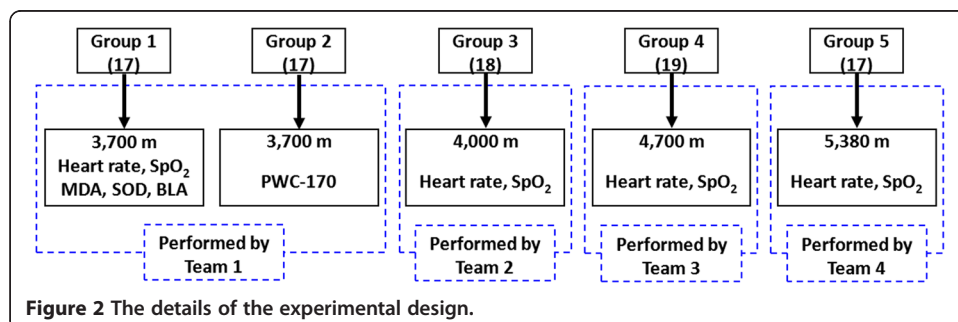 Group 1
(17)
Group 2
(17)
Group 3
(18)
Group 4
(19)
Group 5
(17)
3,700 m
Heart rate, SpO₂
MDA, SOD, BLA
3,700 m
PWC-170
4,000 m
Heart rate, SpO₂
4,700 m
Heart rate, SpO₂
5,380 m
Heart rate, SpO₂
Performed by
Team 1
Performed by
Team 2
Performed by
Team 3
Performed by
Team 4
Figure 2 The details of the experimental design.